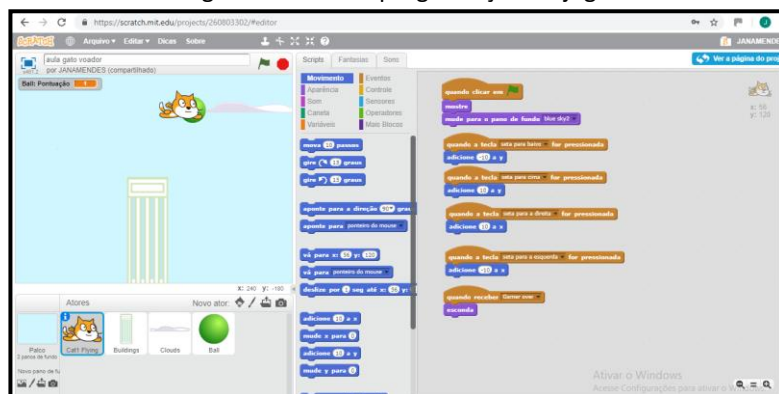 https://scratch.mit.edu/projects/260803302/#editor
SCRATCH Arquivo Editar Dicas Sobre JANAMENDE
aula gato voador
por JANAMENDES (compartilhado)
Ver a página do proj
Scripts Fantasias Sons
Ball: Pontuação
Movimento Eventos
Aparência Controle
Som Sensores
Caneta Operadores
Variáveis Mais Blocos
mova 10 passos
gire 15 graus
gire 15 graus
aponte para a direção 90 grau
aponte para ponteiro do mouse
vá para x: 56 y: 120
vá para ponteiro do mouse
deslize por 1 seg até x: 56 y:
adicione 10 a x
mude x para 0
adicione 10 a y
mude y para 0
quando clicar em
mostre
mude para o pano de fundo blue sky2
quando a tecla seta para baixo for pressionada
adicione -10 a y
quando a tecla seta para cima for pressionada
adicione 10 a y
quando a tecla seta para a direita for pressionada
adicione 10 a x
quando a tecla seta para a esquerda for pressionada
adicione -10 a x
quando receber Gamer over
esconda
x: 56
y: 120
x: 240 y: -180
Atores Novo ator:
Palco
2 panos de fundo
Cat1 Flying Buildings Clouds Ball
Novo pano de fu
Ativar o Windows
Acesse Configurações para ativar o